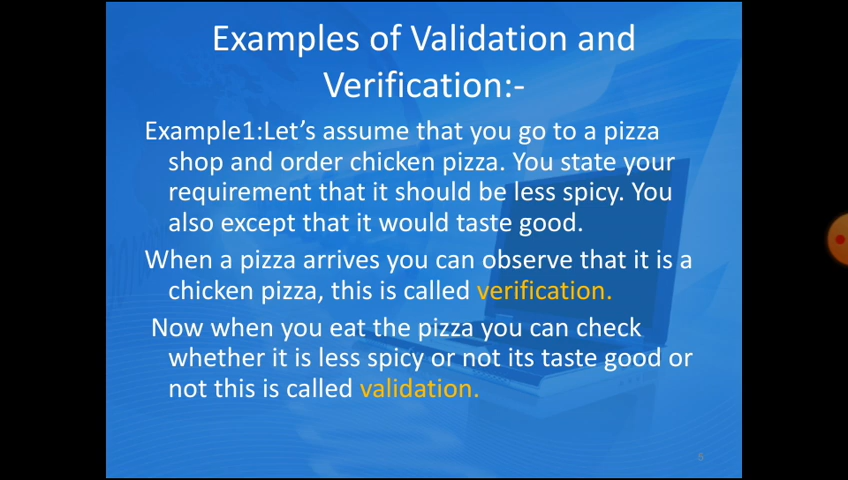 Examples of Validation and
Verification:-
Example1:Let's assume that you go to a pizza
shop and order chicken pizza. You state your
requirement that it should be less spicy. You
also except that it would taste good.
When a pizza arrives you can observe that it is a
chicken pizza, this is called verification.
Now when you eat the pizza you can check
whether it is less spicy or not its taste good or
not this is called validation.
5